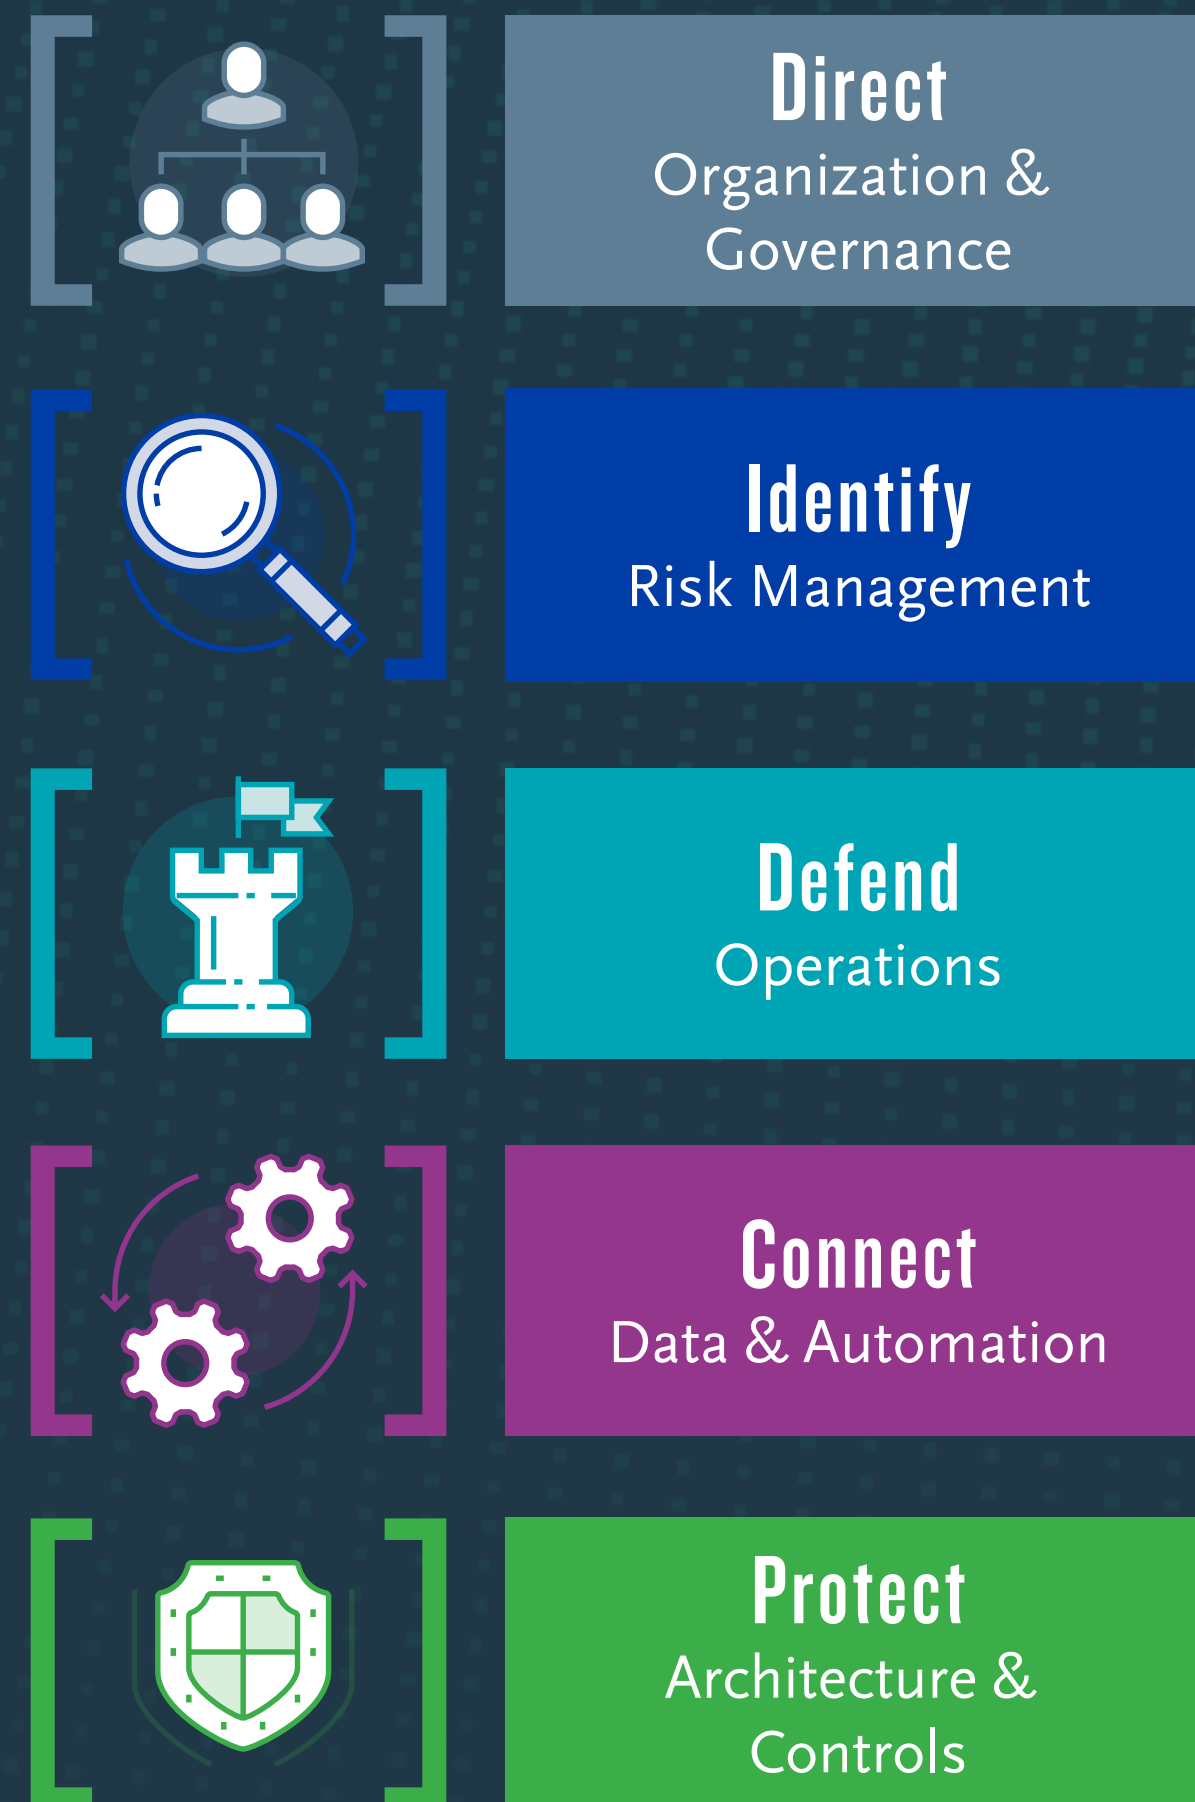 Direct
Organization &
Governance
Identify
Risk Management
Defend
Operations
Connect
Data & Automation
Protect
Architecture &
Controls